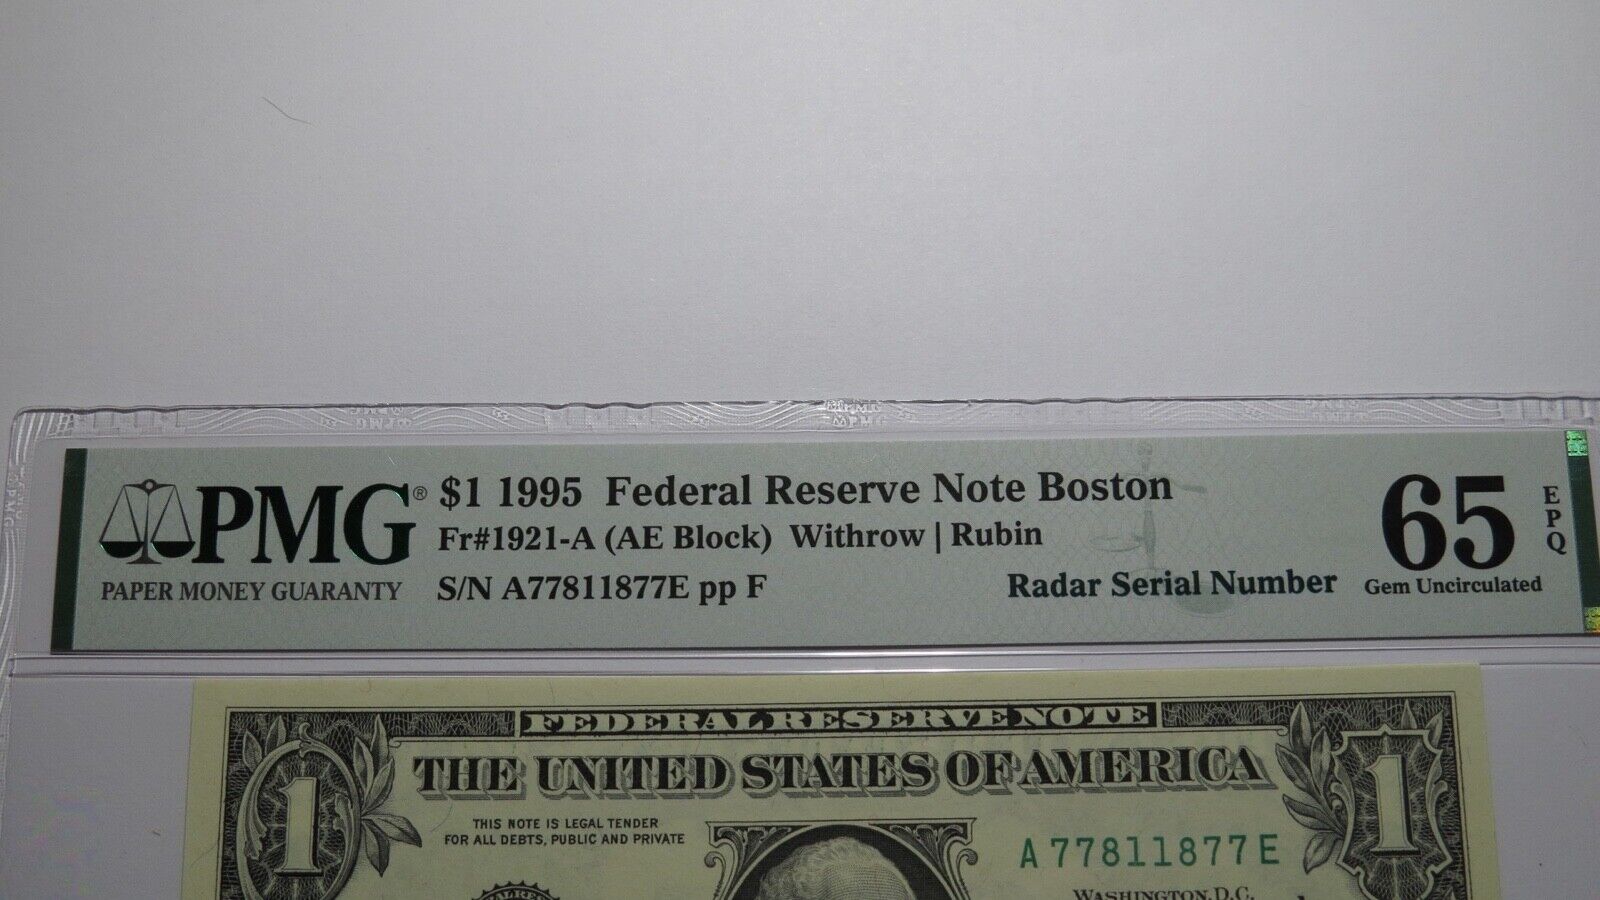 PMG® $1 1995 Federal Reserve Note Boston
Fr#1921-A (AE Block) Withrow | Rubin
PAPER MONEY GUARANTY S/N A77811877E pp F Radar Serial Number
65 EPQ
Gem Uncirculated
FEDERAL RESERVE NOTE
THE UNITED STATES OF AMERICA
1 1
THIS NOTE IS LEGAL TENDER
FOR ALL DEBTS, PUBLIC AND PRIVATE
A 77811877 E
WASHINGTON, D.C.